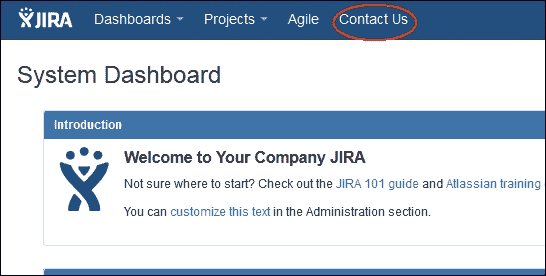 JIRA Dashboards Projects Agile Contact Us
System Dashboard
Introduction
Welcome to Your Company JIRA
Not sure where to start? Check out the JIRA 101 guide and Atlassian training
You can customize this text in the Administration section.